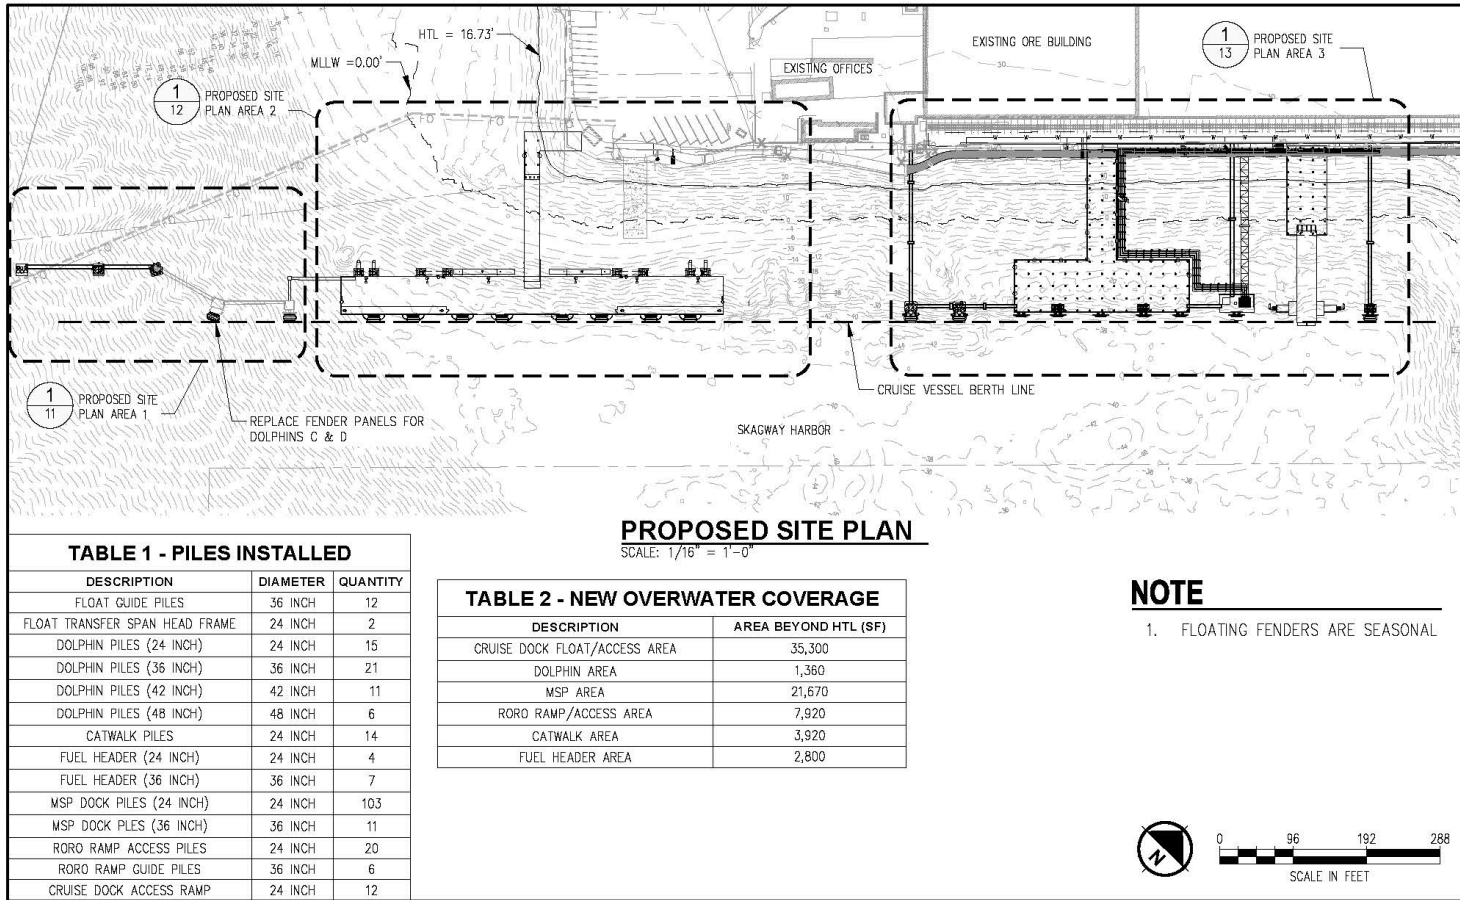 HTL = 16.73'
MLLW =0.00'
1
12
PROPOSED SITE
PLAN AREA 2
EXISTING OFFICES
EXISTING ORE BUILDING
1
13
PROPOSED SITE
PLAN AREA 3
1
11
PROPOSED SITE
PLAN AREA 1
REPLACE FENDER PANELS FOR
DOLPHINS C & D
CRUISE VESSEL BERTH LINE
SKAGWAY HARBOR
PROPOSED SITE PLAN
SCALE: 1/16" = 1'-0"
TABLE 1 - PILES INSTALLED
DESCRIPTION DIAMETER QUANTITY
FLOAT GUIDE PILES 36 INCH 12
FLOAT TRANSFER SPAN HEAD FRAME 24 INCH 2
DOLPHIN PILES (24 INCH) 24 INCH 15
DOLPHIN PILES (36 INCH) 36 INCH 21
DOLPHIN PILES (42 INCH) 42 INCH 11
DOLPHIN PILES (48 INCH) 48 INCH 6
CATWALK PILES 24 INCH 14
FUEL HEADER (24 INCH) 24 INCH 4
FUEL HEADER (36 INCH) 36 INCH 7
MSP DOCK PILES (24 INCH) 24 INCH 103
MSP DOCK PLES (36 INCH) 36 INCH 11
RORO RAMP ACCESS PILES 24 INCH 20
RORO RAMP GUIDE PILES 36 INCH 6
CRUISE DOCK ACCESS RAMP 24 INCH 12
TABLE 2 - NEW OVERWATER COVERAGE
DESCRIPTION AREA BEYOND HTL (SF)
CRUISE DOCK FLOAT/ACCESS AREA 35,300
DOLPHIN AREA 1,360
MSP AREA 21,670
RORO RAMP/ACCESS AREA 7,920
CATWALK AREA 3,920
FUEL HEADER AREA 2,800
NOTE
1. FLOATING FENDERS ARE SEASONAL
N
0 96 192 288
SCALE IN FEET